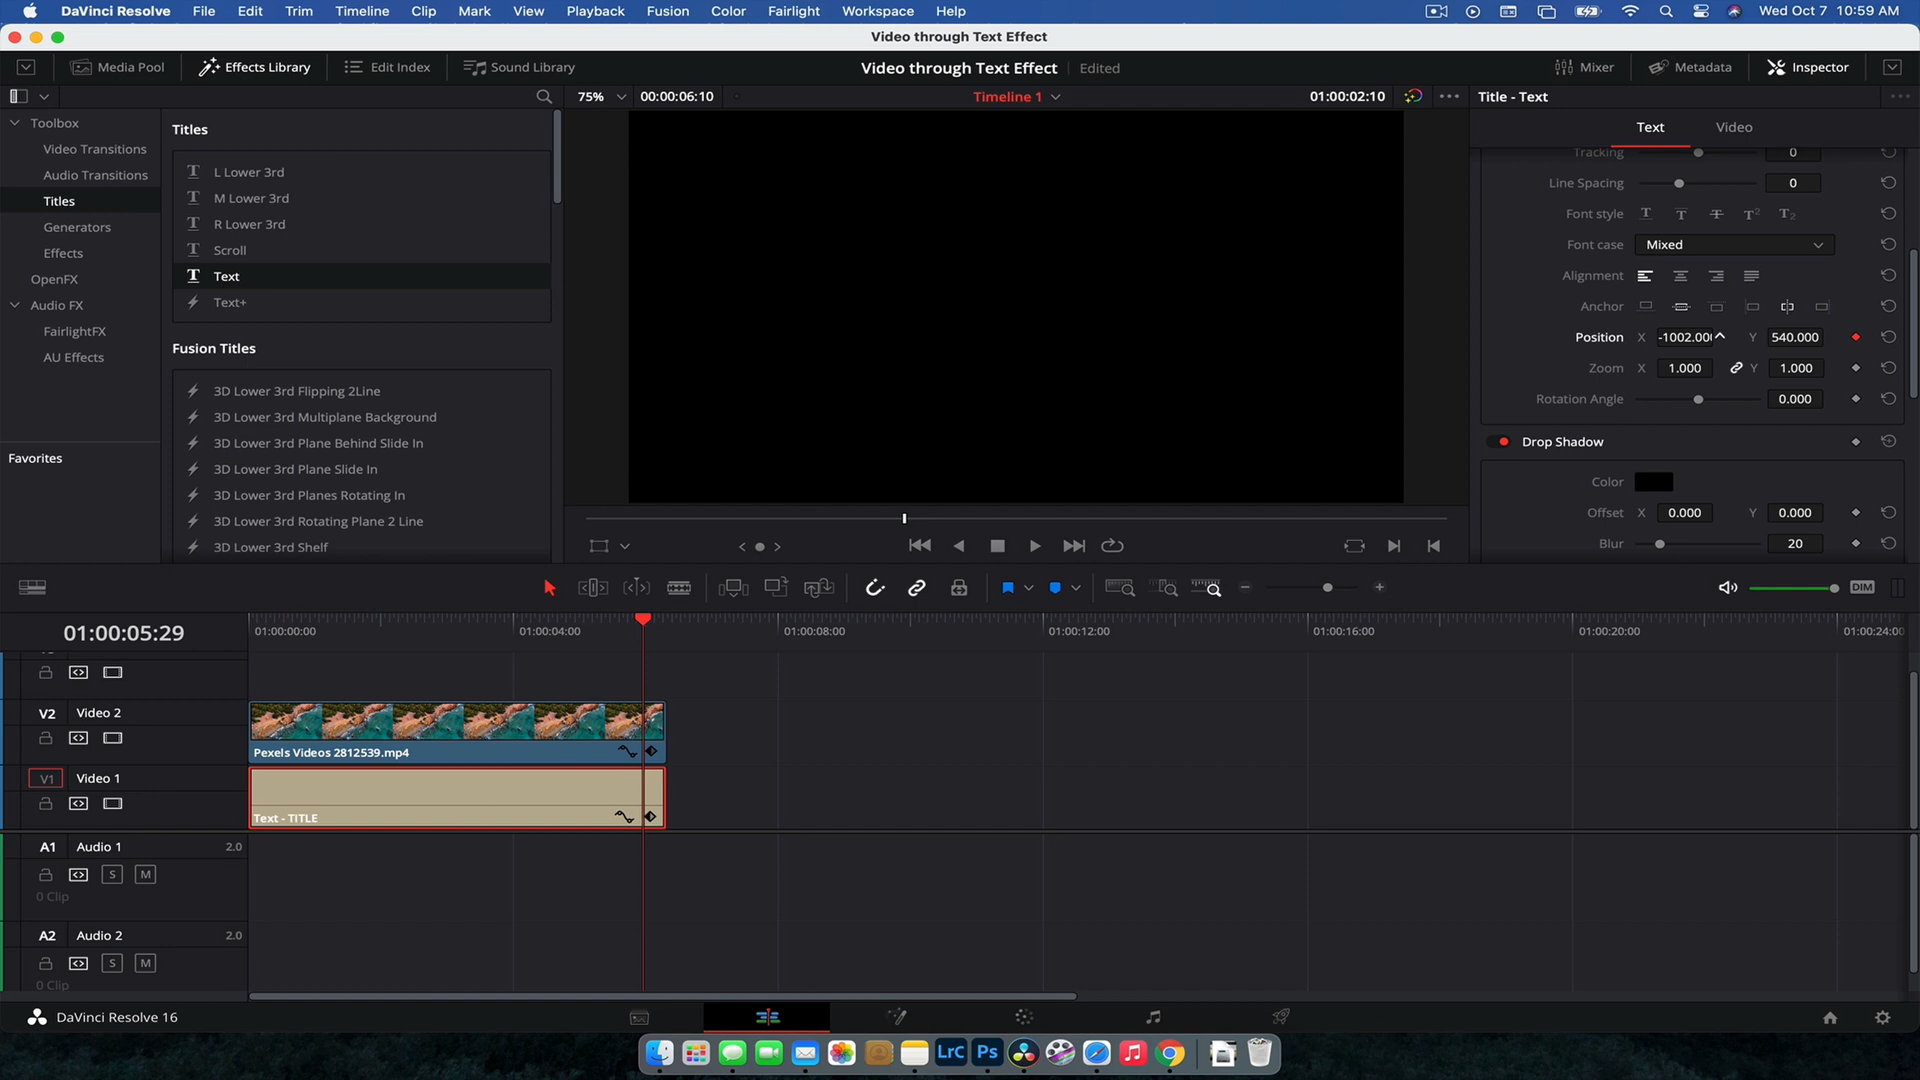 DaVinci Resolve File Edit Trim Timeline Clip Mark View Playback Fusion Color Fairlight Workspace Help Wed Oct 7 10:59 AM
Video through Text Effect
Media Pool Effects Library Edit Index Sound Library Video through Text Effect Edited Mixer Metadata Inspector
75% 00:00:06:10 Timeline 1 01:00:02:10 Title - Text
Toolbox
Video Transitions
Audio Transitions
Titles
Generators
Effects
OpenFX
Audio FX
FairlightFX
AU Effects
Favorites
Titles
L Lower 3rd
M Lower 3rd
R Lower 3rd
Scroll
Text
Text+
Fusion Titles
3D Lower 3rd Flipping 2Line
3D Lower 3rd Multiplane Background
3D Lower 3rd Plane Behind Slide In
3D Lower 3rd Plane Slide In
3D Lower 3rd Planes Rotating In
3D Lower 3rd Rotating Plane 2 Line
3D Lower 3rd Shelf
Text Video
Tracking 0
Line Spacing 0
Font style T T T T2 T2
Font case Mixed
Alignment
Anchor
Position X -1002.00 Y 540.000
Zoom X 1.000 Y 1.000
Rotation Angle 0.000
Drop Shadow
Color
Offset X 0.000 Y 0.000
Blur 20
DIM
01:00:05:29 01:00:00:00 01:00:04:00 01:00:08:00 01:00:12:00 01:00:16:00 01:00:20:00 01:00:24:00
V2 Video 2
Pexels Videos 2812539.mp4
V1 Video 1
Text - TITLE
A1 Audio 1 2.0
S M
0 Clip
A2 Audio 2 2.0
S M
0 Clip
DaVinci Resolve 16
LrC Ps